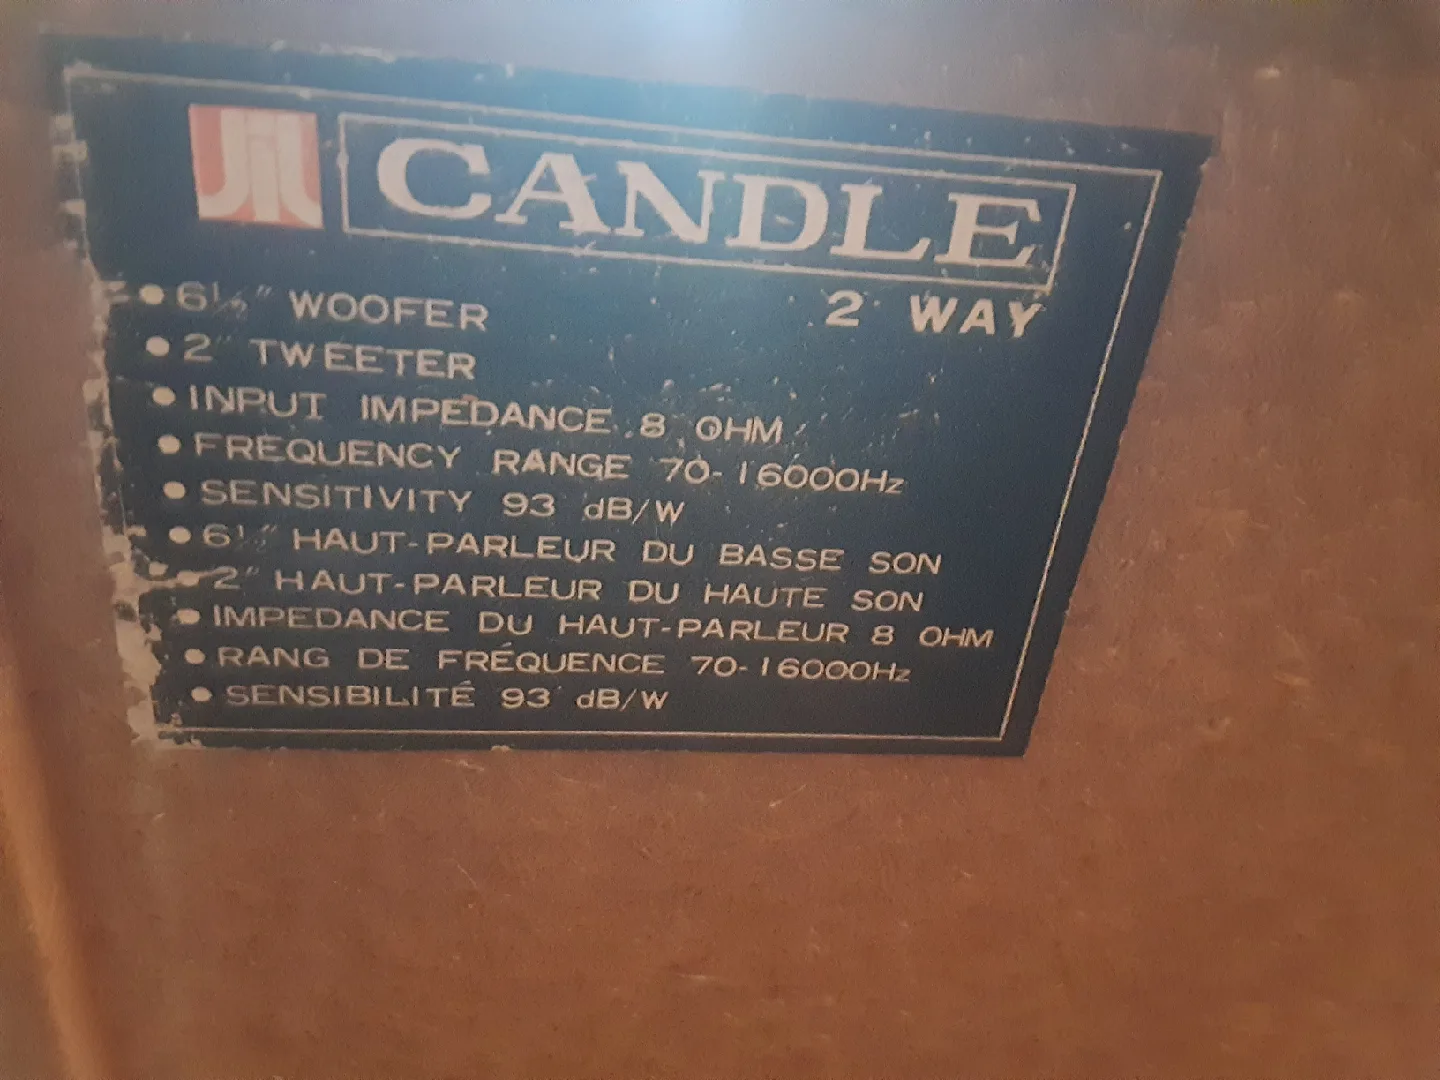 CANDLE
2 WAY
• 6½" WOOFER
• 2" TWEETER
• INPUT IMPEDANCE 8 OHM
• FREQUENCY RANGE 70-16000Hz
• SENSITIVITY 93 dB/W
• 6½" HAUT-PARLEUR DU BASSE SON
• 2" HAUT-PARLEUR DU HAUTE SON
• IMPEDANCE DU HAUT-PARLEUR 8 OHM
• RANG DE FRÉQUENCE 70-16000Hz
• SENSIBILITÉ 93 dB/W